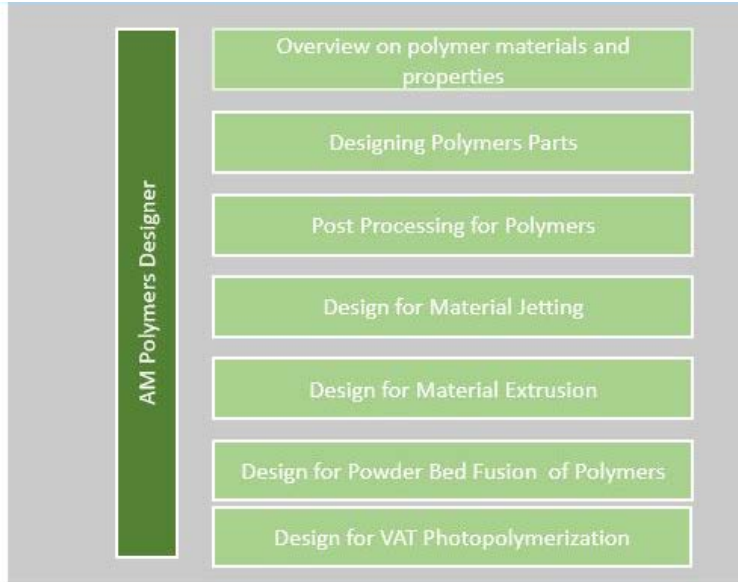 AM Polymers Designer
Overview on polymer materials and
properties
Designing Polymers Parts
Post Processing for Polymers
Design for Material Jetting
Design for Material Extrusion
Design for Powder Bed Fusion  of Polymers
Design for VAT Photopolymerization